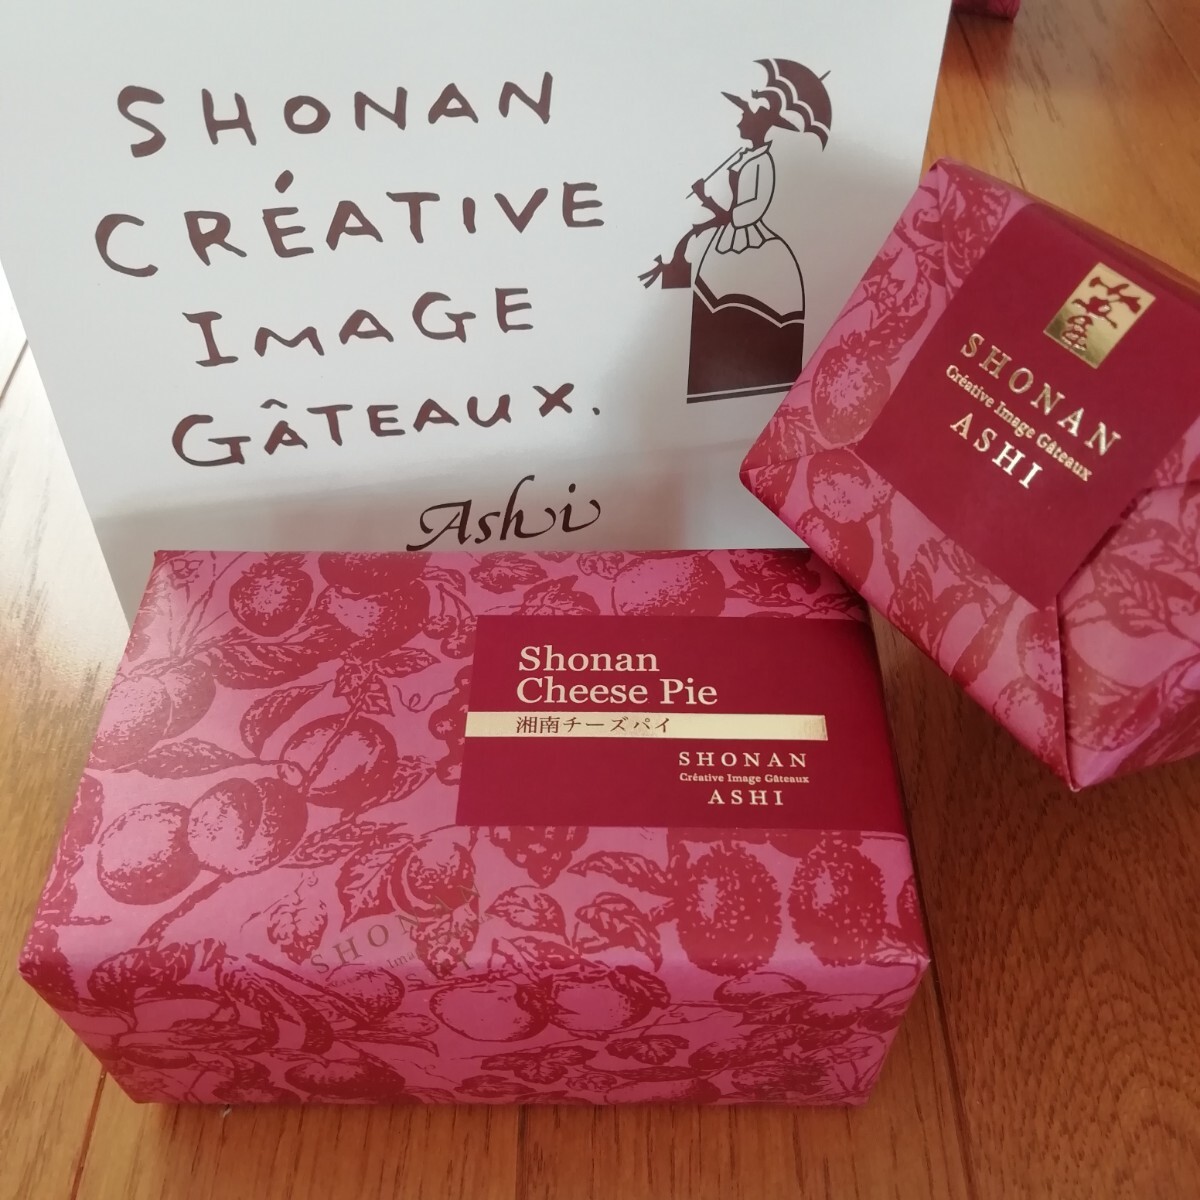 SHONAN
CRÉATIVE
IMAGE
GÂTEAUX.
Ashi
SHONAN
Créative Image Gâteaux
ASHI
Shonan
Cheese Pie
湘南チーズパイ
SHONAN
Créative Image Gâteaux
ASHI
SHONAN